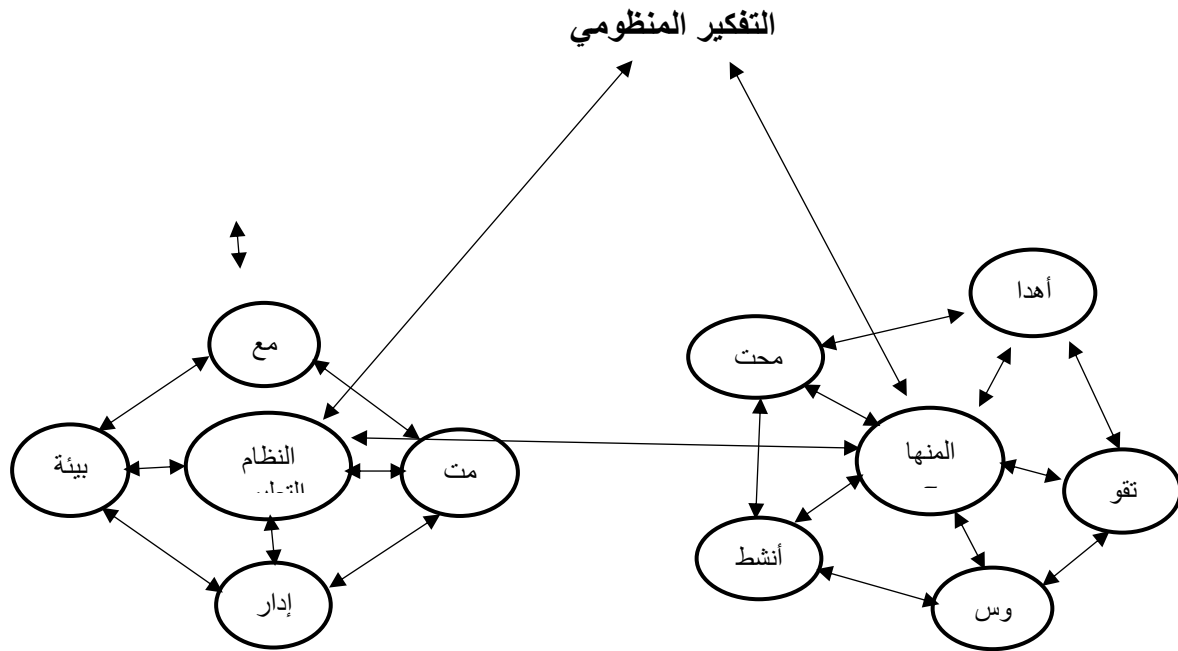 التفكير المنظومي
أهدا
مع
محت
المنها
النظام
بيئة
مت
تقو
أنشط
إدار
وس